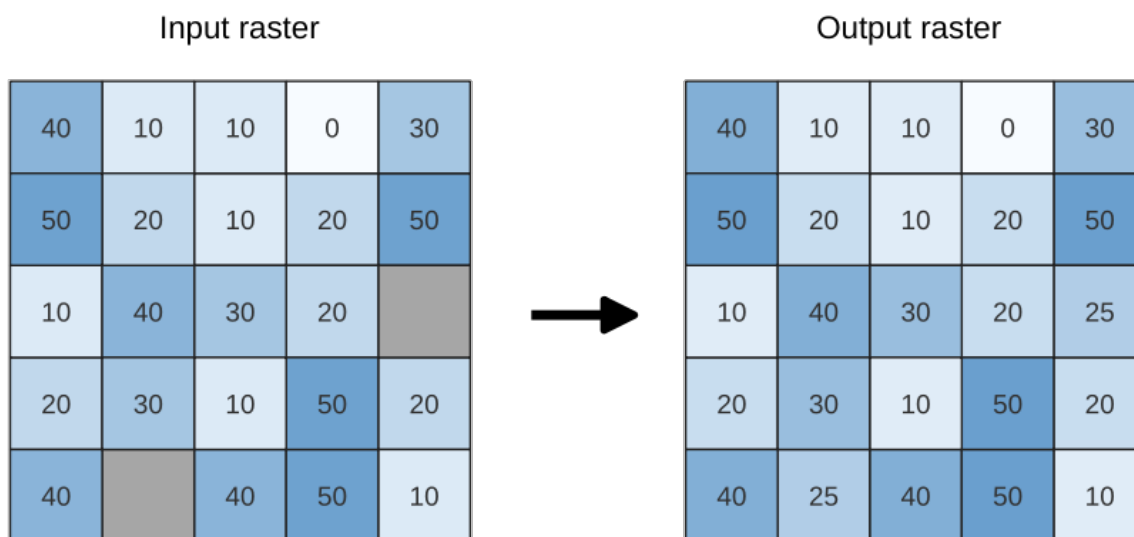 Input raster
Output raster
40 10 10 0 30
40 10 10 0 30
50 20 10 20 50
50 20 10 20 50
10 40 30 20
10 40 30 20 25
20 30 10 50 20
20 30 10 50 20
40 40 50 10
40 25 40 50 10